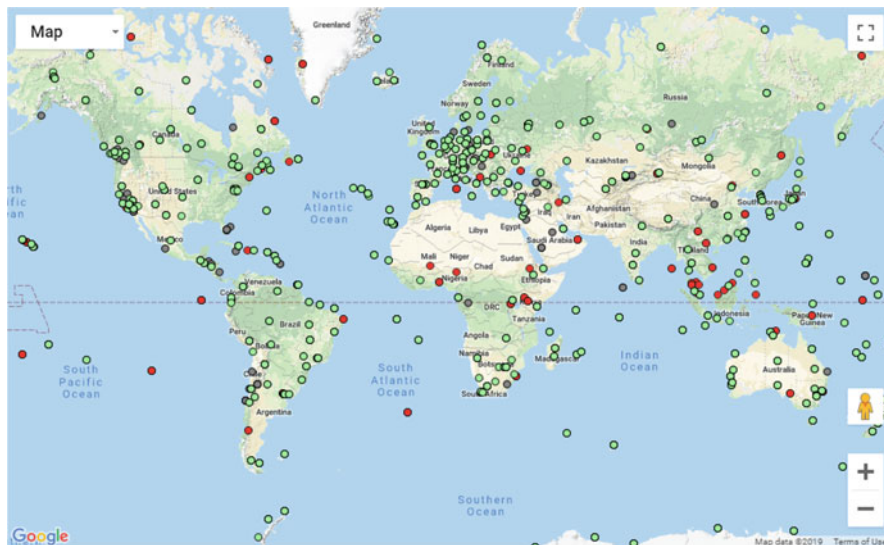 Map
Greenland
Finland
Sweden
Norway
Russia
United
Kingdom
Canada
Ukraine
Kazakhstan
Mongolia
United States
North
Atlantic
Ocean
China
South Korea
Japan
Iraq
Iran
Afghanistan
Pakistan
Algeria
Libya
Egypt
Saudi Arabia
India
Mexico
Mali
Niger
Chad
Sudan
Thailand
Nigeria
Ethiopia
Venezuela
Colombia
DRC
Tanzania
Indonesia
Papua New
Guinea
Peru
Brazil
Angola
Namibia
Botswana
Madagascar
Indian
Ocean
Australia
South
Pacific
Ocean
South
Atlantic
Ocean
Chile
South Africa
Argentina
Southern
Ocean
Google
Map data ©2019
Terms of Use